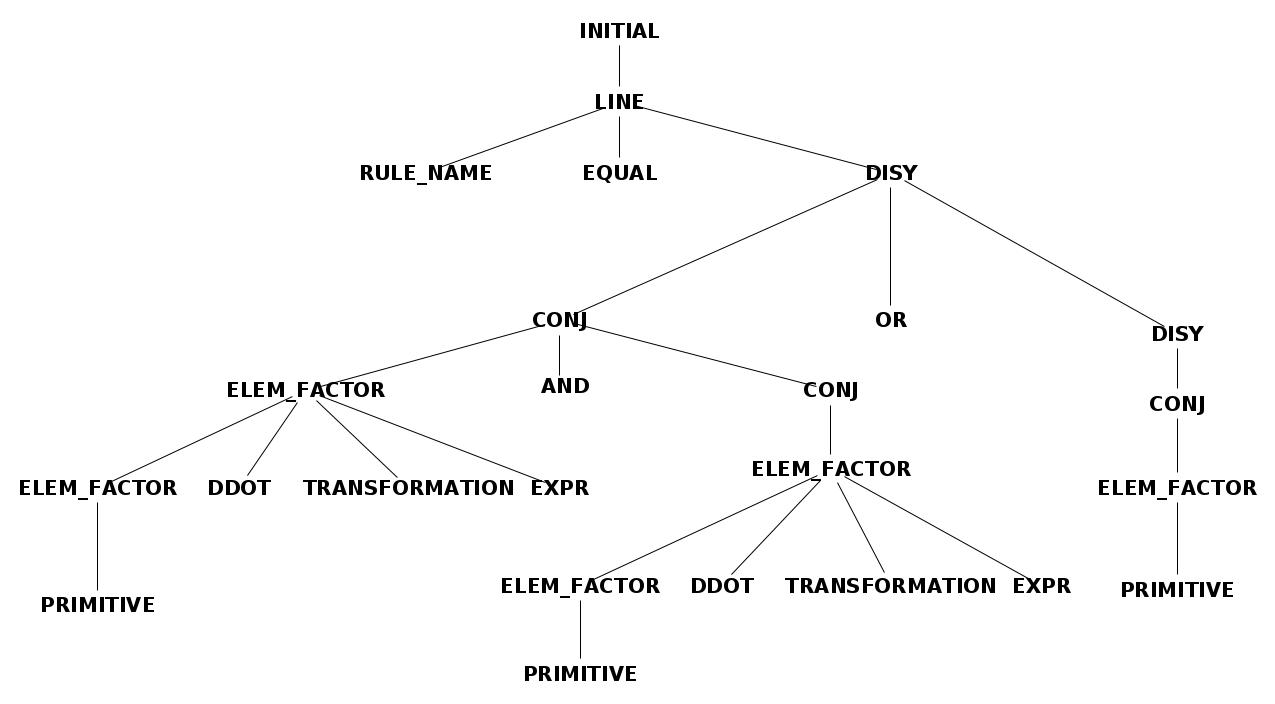 INITIAL
LINE
RULE_NAME EQUAL DISY
CONJ OR DISY
ELEM_FACTOR AND CONJ CONJ
ELEM_FACTOR
ELEM_FACTOR DDOT TRANSFORMATION EXPR ELEM_FACTOR
ELEM_FACTOR DDOT TRANSFORMATION EXPR PRIMITIVE
PRIMITIVE
PRIMITIVE